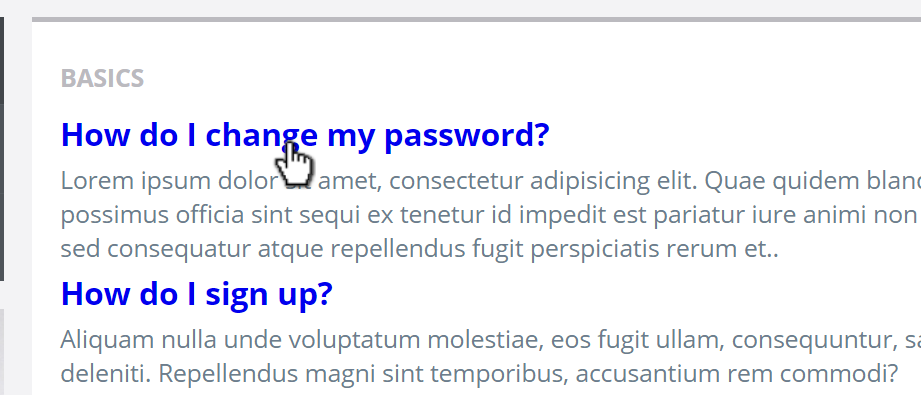 BASICS
How do I change my password?
Lorem ipsum dolor amet, consectetur adipisicing elit. Quae quidem
possimus officia sint sequi ex tenetur id impedit est pariatur iure animi non
sed consequatur atque repellendus fugit perspiciatis rerum et..
How do I sign up?
Aliquam nulla unde voluptatum molestiae, eos fugit ullam, consequuntur,
deleniti. Repellendus magni sint temporibus, accusantium rem commodi?